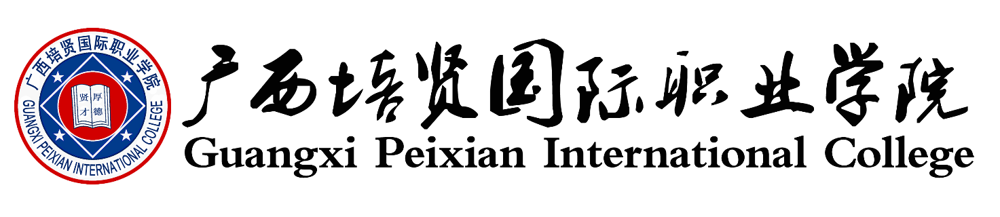 广西培贤国际职业学院
贤 厚
才 德
GUANGXI PEIXIAN INTERNATIONAL COLLEGE
广西培贤国际职业学院
Guangxi Peixian International College